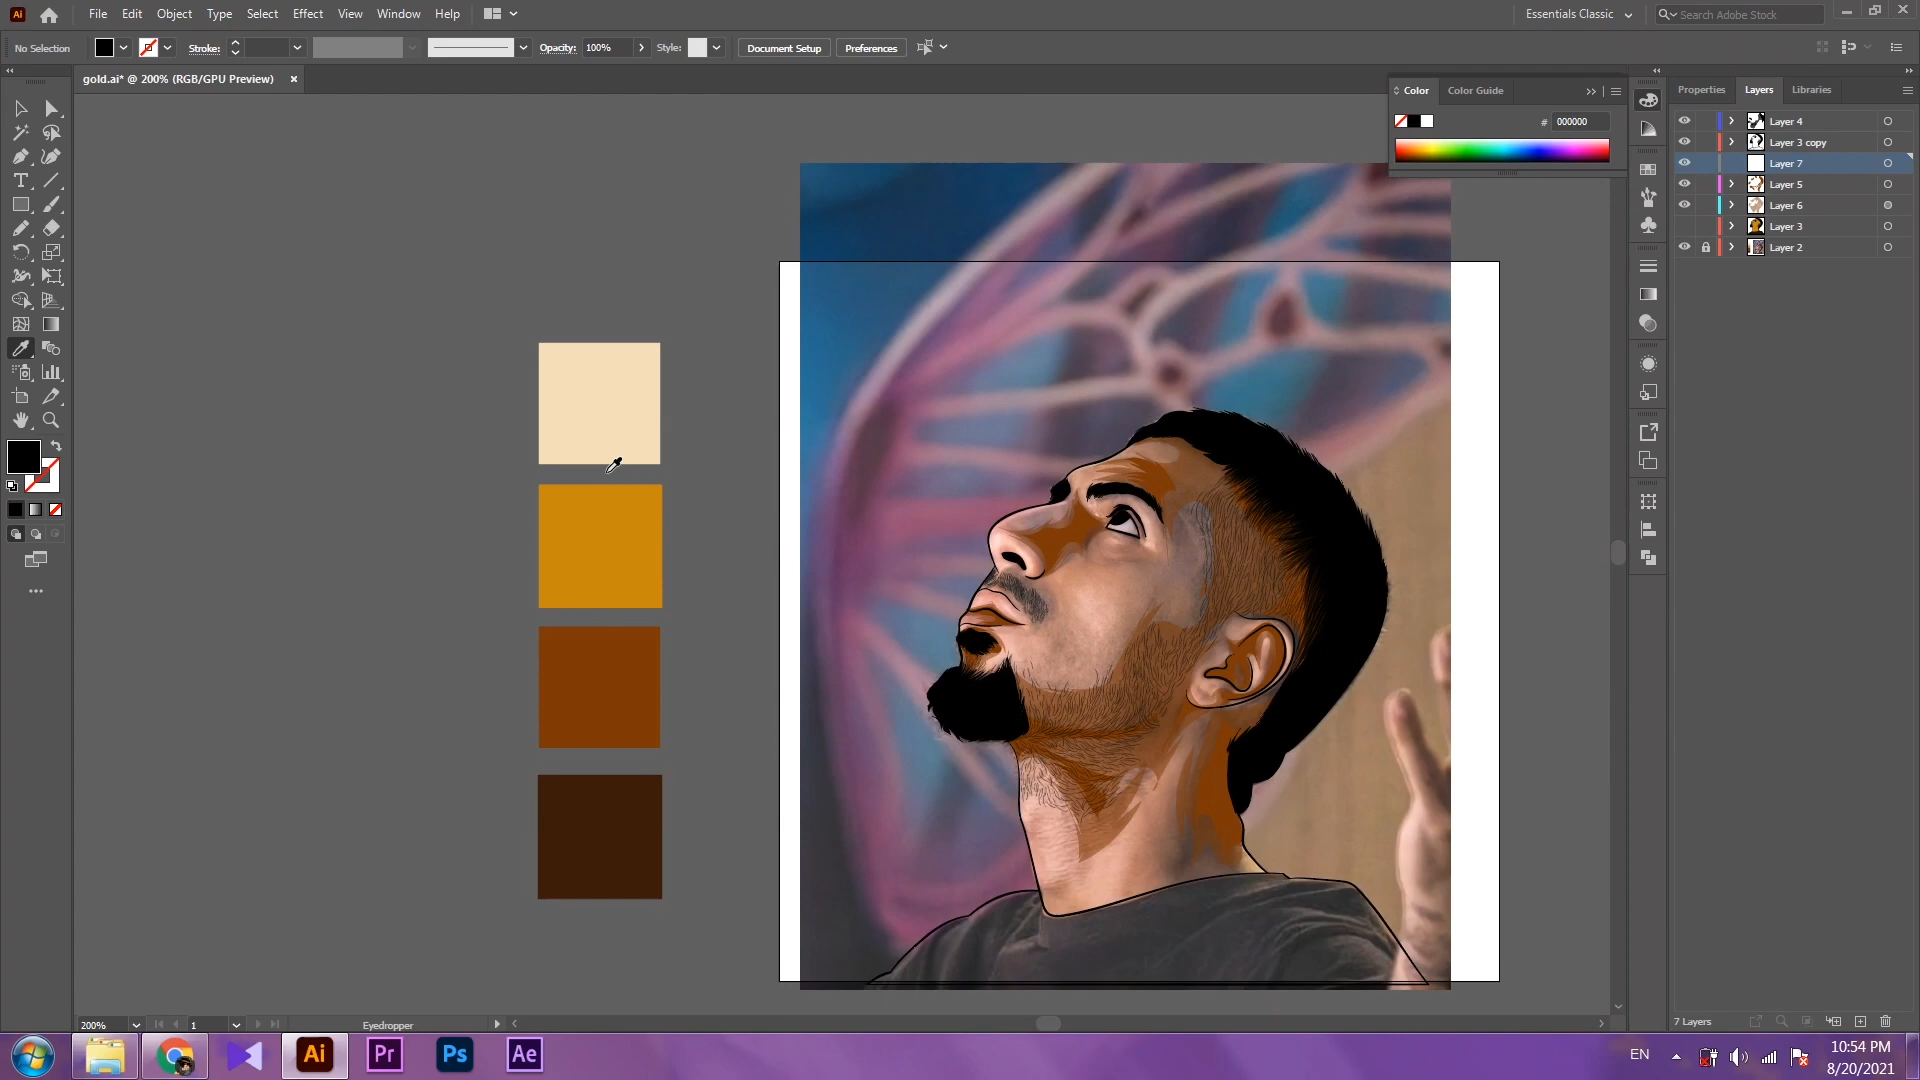 Ai File Edit Object Type Select Effect View Window Help Essentials Classic Search Adobe Stock
No Selection Stroke: Opacity: 100% Style: Document Setup Preferences
gold.ai* @ 200% (RGB/GPU Preview)
Color Color Guide
# 000000
Properties Layers Libraries
Layer 4
Layer 3 copy
Layer 7
Layer 5
Layer 6
Layer 3
Layer 2
200% 1 Eyedropper
7 Layers
Ai Pr Ps Ae
EN
10:54 PM
8/20/2021